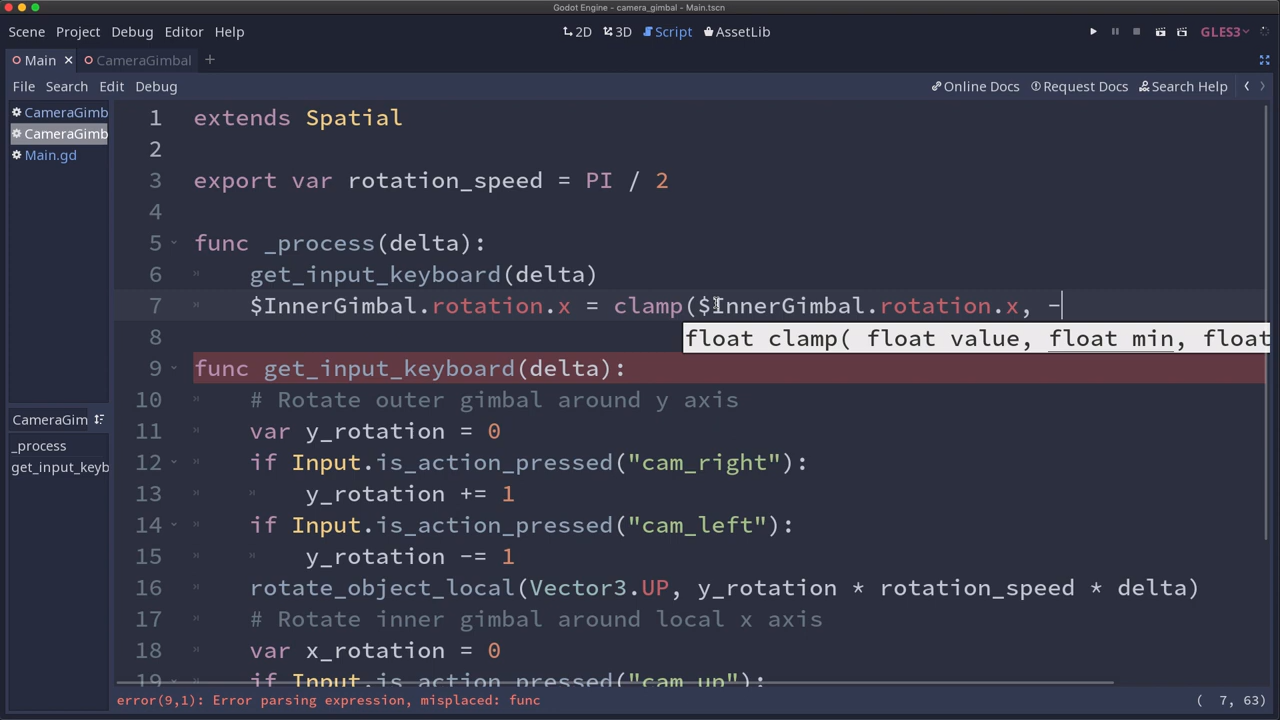 Godot Engine - camera_gimbal - Main.tscn
Scene Project Debug Editor Help 2D 3D Script AssetLib GLES3
Main CameraGimbal
File Search Edit Debug Online Docs Request Docs Search Help
CameraGimb
CameraGimb
Main.gd
CameraGim
_process
get_input_keyb
1 extends Spatial
2
3 export var rotation_speed = PI / 2
4
5 func _process(delta):
6 get_input_keyboard(delta)
7 $InnerGimbal.rotation.x = clamp($InnerGimbal.rotation.x, -
float clamp( float value, float min, float
8
9 func get_input_keyboard(delta):
10 # Rotate outer gimbal around y axis
11 var y_rotation = 0
12 if Input.is_action_pressed("cam_right"):
13 y_rotation += 1
14 if Input.is_action_pressed("cam_left"):
15 y_rotation -= 1
16 rotate_object_local(Vector3.UP, y_rotation * rotation_speed * delta)
17 # Rotate inner gimbal around local x axis
18 var x_rotation = 0
19 if Input.is_action_pressed("cam_up"):
error(9,1): Error parsing expression, misplaced: func ( 7, 63)